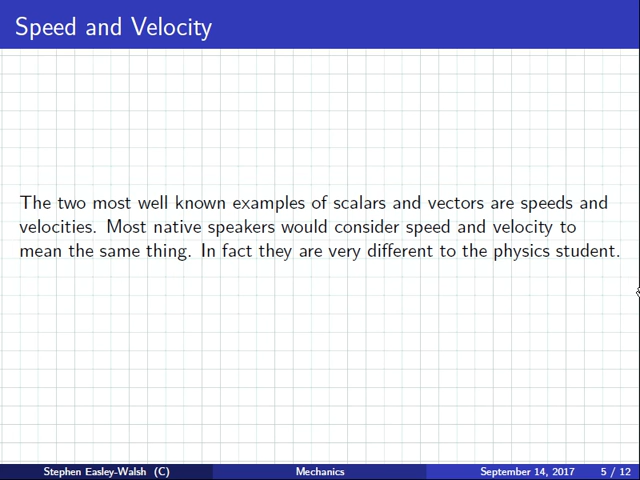 Speed and Velocity
The two most well known examples of scalars and vectors are speeds and
velocities. Most native speakers would consider speed and velocity to
mean the same thing. In fact they are very different to the physics student.
Stephen Easley-Walsh (C) Mechanics September 14, 2017 5 / 12